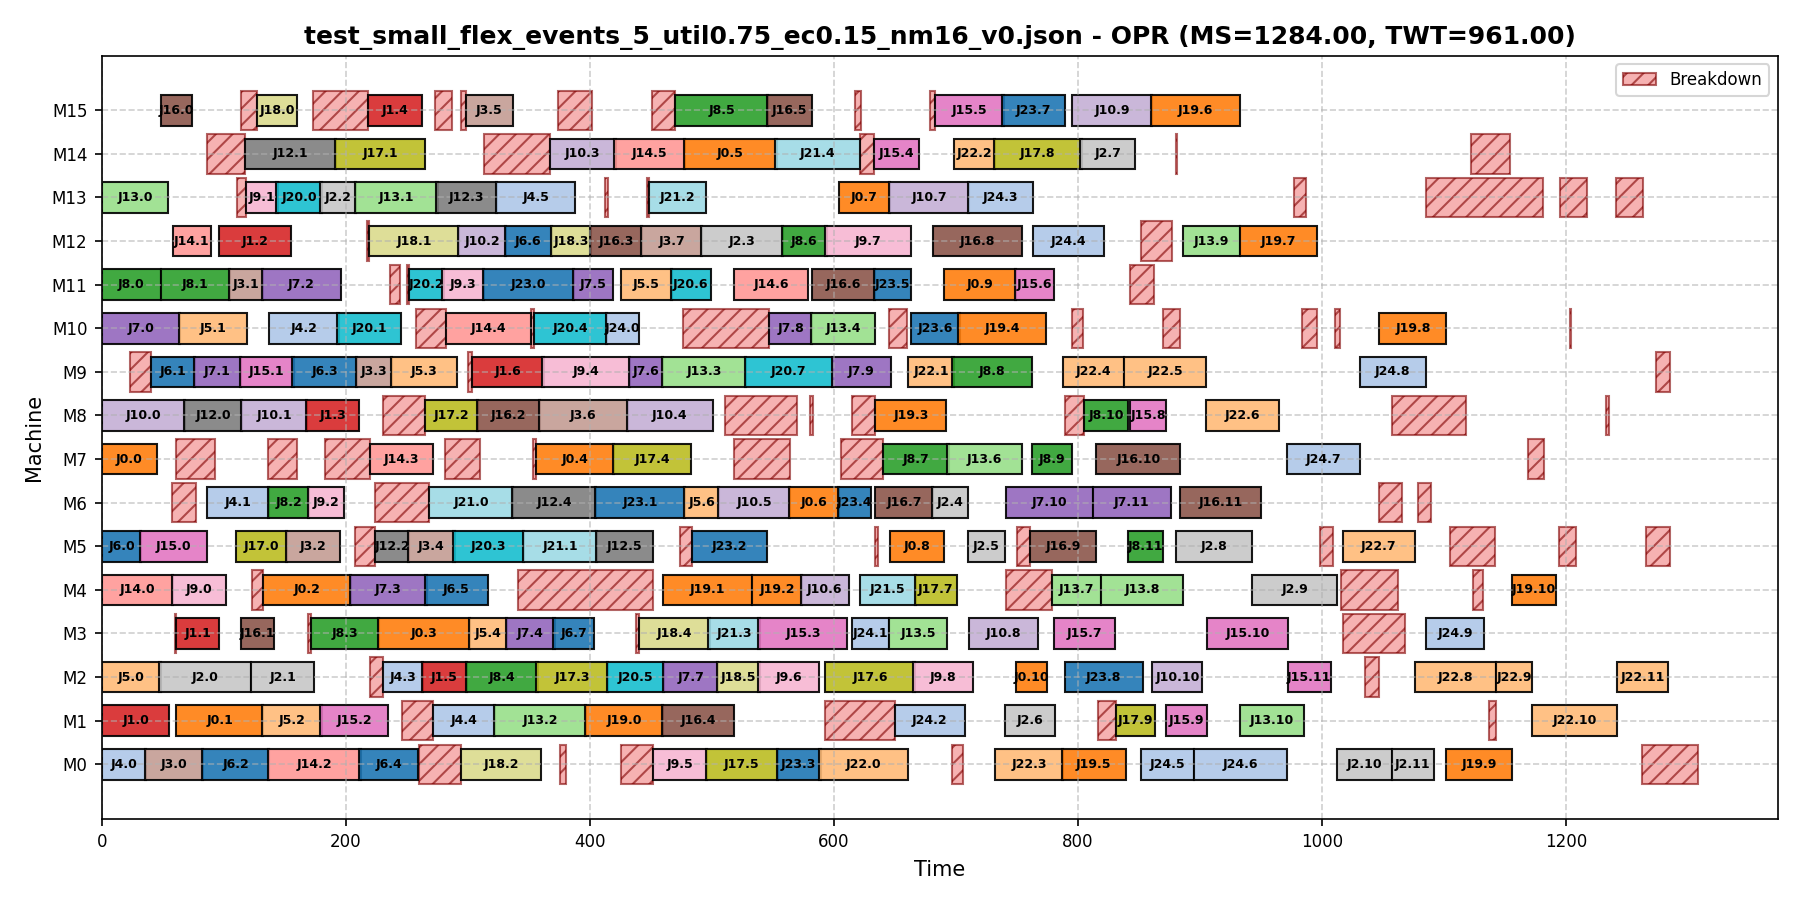 test_small_flex_events_5_util0.75_ec0.15_nm16_v0.json - OPR (MS=1284.00, TWT=961.00)
Breakdown
M15 J16.0 J18.0 J1.4 J3.5 J8.5 J16.5 J15.5 J23.7 J10.9 J19.6
M14 J12.1 J17.1 J10.3 J14.5 J0.5 J21.4 J15.4 J22.2 J17.8 J2.7
M13 J13.0 J9.1 J20.0 J2.2 J13.1 J12.3 J4.5 J21.2 J0.7 J10.7 J24.3
M12 J14.1 J1.2 J18.1 J10.2 J6.6 J18.3 J16.3 J3.7 J2.3 J8.6 J9.7 J16.8 J24.4 J13.9 J19.7
M11 J8.0 J8.1 J3.1 J7.2 J20.2 J9.3 J23.0 J7.5 J5.5 J20.6 J14.6 J16.6 J23.5 J0.9 J15.6
M10 J7.0 J5.1 J4.2 J20.1 J14.4 J20.4 J24.0 J7.8 J13.4 J23.6 J19.4 J19.8
M9 J6.1 J7.1 J15.1 J6.3 J3.3 J5.3 J1.6 J9.4 J7.6 J13.3 J20.7 J7.9 J22.1 J8.8 J22.4 J22.5 J24.8
M8 J10.0 J12.0 J10.1 J1.3 J17.2 J16.2 J3.6 J10.4 J19.3 J8.10 J15.8 J22.6
M7 J0.0 J14.3 J0.4 J17.4 J8.7 J13.6 J8.9 J16.10 J24.7
M6 J4.1 J8.2 J9.2 J21.0 J12.4 J23.1 J5.6 J10.5 J0.6 J23.4 J16.7 J2.4 J7.10 J7.11 J16.11
M5 J6.0 J15.0 J17.0 J3.2 J12.2 J3.4 J20.3 J21.1 J12.5 J23.2 J0.8 J2.5 J16.9 J8.11 J2.8 J22.7
M4 J14.0 J9.0 J0.2 J7.3 J6.5 J19.1 J19.2 J10.6 J21.5 J17.7 J13.7 J13.8 J2.9 J19.10
M3 J1.1 J16.1 J8.3 J0.3 J5.4 J7.4 J6.7 J18.4 J21.3 J15.3 J24.1 J13.5 J10.8 J15.7 J15.10 J24.9
M2 J5.0 J2.0 J2.1 J4.3 J1.5 J8.4 J17.3 J20.5 J7.7 J18.5 J9.6 J17.6 J9.8 J0.10 J23.8 J10.10 J15.11 J22.8 J22.9 J22.11
M1 J1.0 J0.1 J5.2 J15.2 J4.4 J13.2 J19.0 J16.4 J24.2 J2.6 J17.9 J15.9 J13.10 J22.10
M0 J4.0 J3.0 J6.2 J14.2 J6.4 J18.2 J9.5 J17.5 J23.3 J22.0 J22.3 J19.5 J24.5 J24.6 J2.10 J2.11 J19.9
0 200 400 600 800 1000 1200
Time
Machine